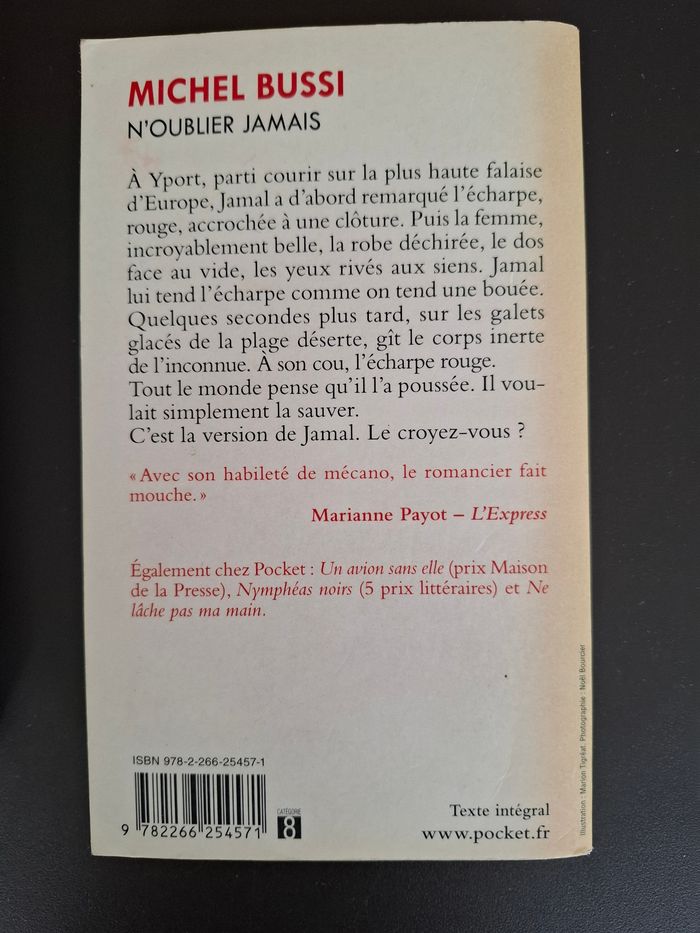 MICHEL BUSSI
N'OUBLIER JAMAIS
À Yport, parti courir sur la plus haute falaise
d'Europe, Jamal a d'abord remarqué l'écharpe,
rouge, accrochée à une clôture. Puis la femme,
incroyablement belle, la robe déchirée, le dos
face au vide, les yeux rivés aux siens. Jamal
lui tend l'écharpe comme on tend une bouée.
Quelques secondes plus tard, sur les galets
glacés de la plage déserte, gît le corps inerte
de l'inconnue. À son cou, l'écharpe rouge.
Tout le monde pense qu'il l'a poussée. Il vou-
lait simplement la sauver.
C'est la version de Jamal. Le croyez-vous ?
« Avec son habileté de mécano, le romancier fait
mouche. »
Marianne Payot – L'Express
Également chez Pocket : Un avion sans elle (prix Maison
de la Presse), Nymphéas noirs (5 prix littéraires) et Ne
lâche pas ma main.
Illustration : Marion Tigréat. Photographie : Noël Bourcier
ISBN 978-2-266-25457-1
9 782266 254571
CATÉGORIE
8
Texte intégral
www.pocket.fr